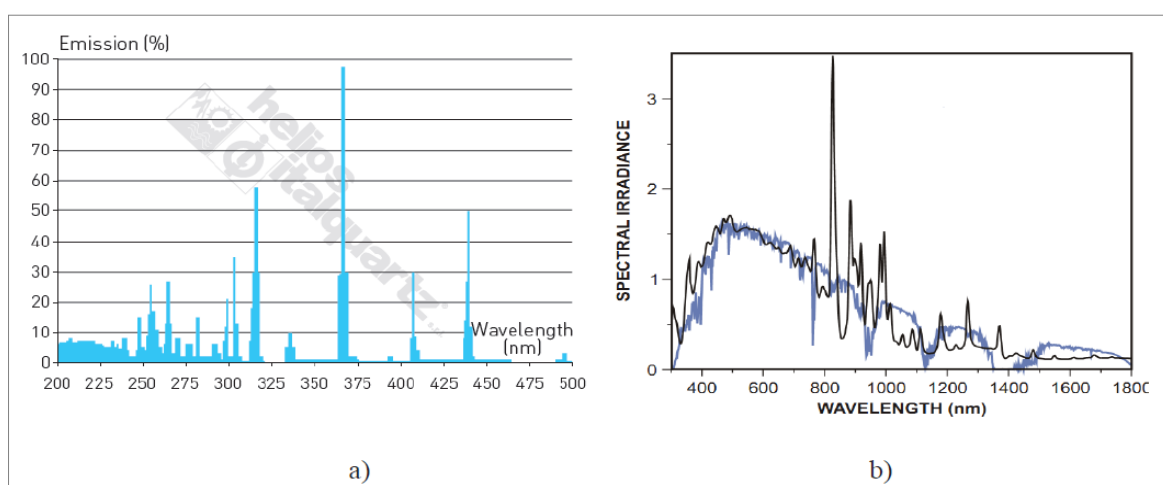 Emission (%)
100
90
80
70
60
50
40
30
20
10
0
200 225 250 275 300 325 350 375 400 425 450 475 500
Wavelength
(nm)
helios
italquartz
a)
SPECTRAL IRRADIANCE
3
2
1
0
400 600 800 1000 1200 1400 1600 1800
WAVELENGTH (nm)
b)